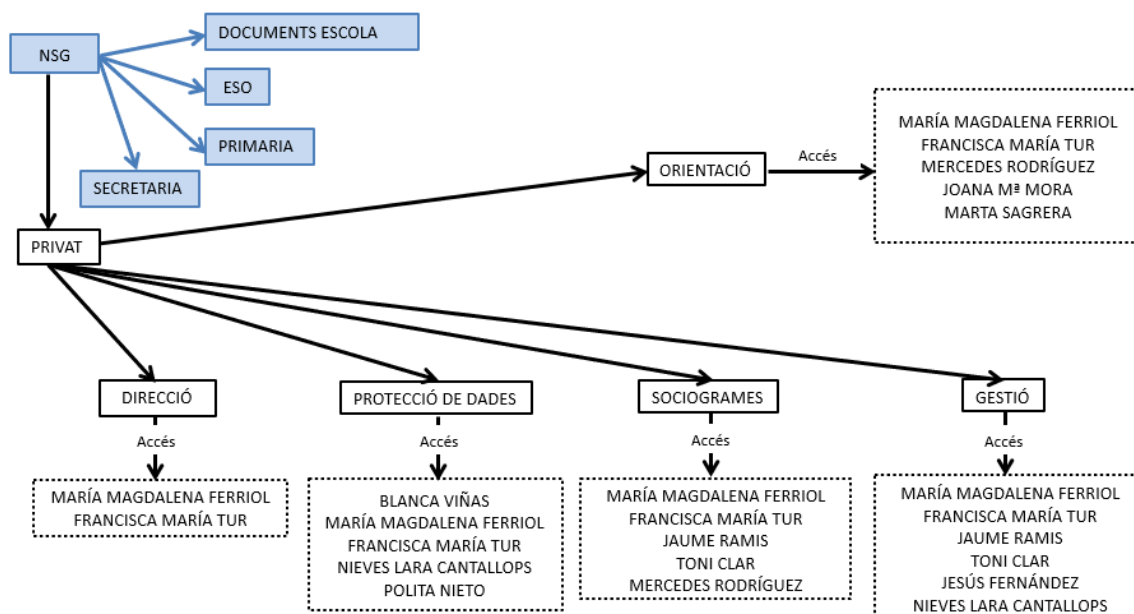 DOCUMENTS ESCOLA
NSG
ESO
PRIMARIA
SECRETARIA
PRIVAT
ORIENTACIÓ
Accés
MARÍA MAGDALENA FERRIOL
FRANCISCA MARÍA TUR
MERCEDES RODRÍGUEZ
JOANA Mª MORA
MARTA SAGRERA
DIRECCIÓ
Accés
MARÍA MAGDALENA FERRIOL
FRANCISCA MARÍA TUR
PROTECCIÓ DE DADES
Accés
BLANCA VIÑAS
MARÍA MAGDALENA FERRIOL
FRANCISCA MARÍA TUR
NIEVES LARA CANTALLOPS
POLITA NIETO
SOCIOGRAMES
Accés
MARÍA MAGDALENA FERRIOL
FRANCISCA MARÍA TUR
JAUME RAMIS
TONI CLAR
MERCEDES RODRÍGUEZ
GESTIÓ
Accés
MARÍA MAGDALENA FERRIOL
FRANCISCA MARÍA TUR
JAUME RAMIS
TONI CLAR
JESÚS FERNÁNDEZ
NIEVES LARA CANTALLOPS